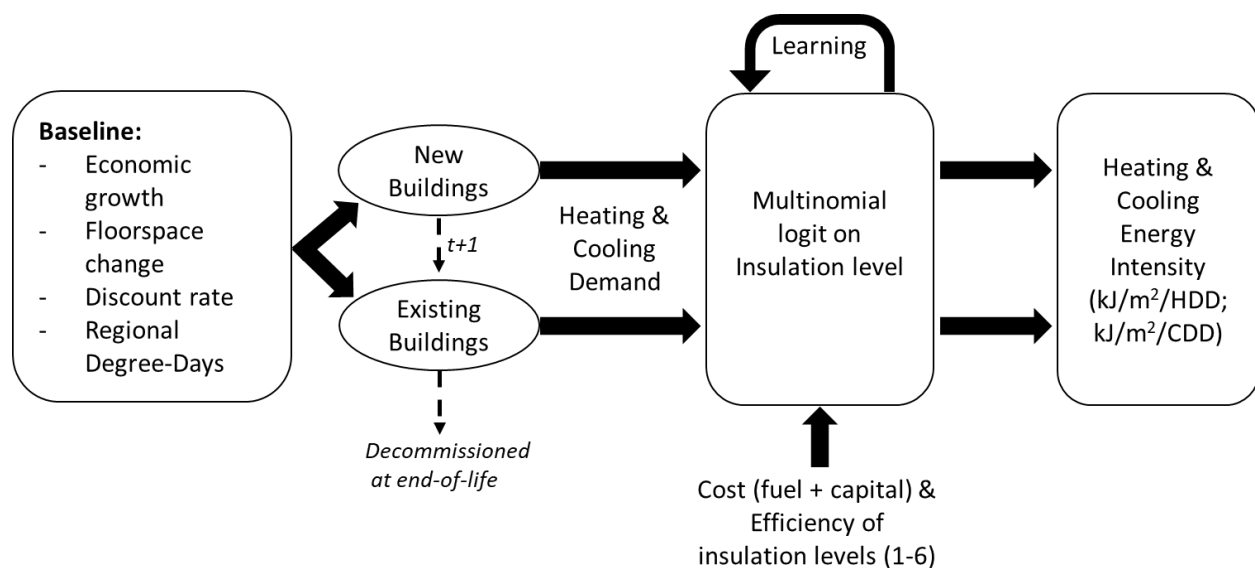 Baseline:
- Economic
growth
- Floorspace
change
- Discount rate
- Regional
Degree-Days
New
Buildings
t+1
Existing
Buildings
Decommissioned
at end-of-life
Heating &
Cooling
Demand
Learning
Multinomial
logit on
Insulation level
Cost (fuel + capital) &
Efficiency of
insulation levels (1-6)
Heating &
Cooling
Energy
Intensity
(kJ/m²/HDD;
kJ/m²/CDD)